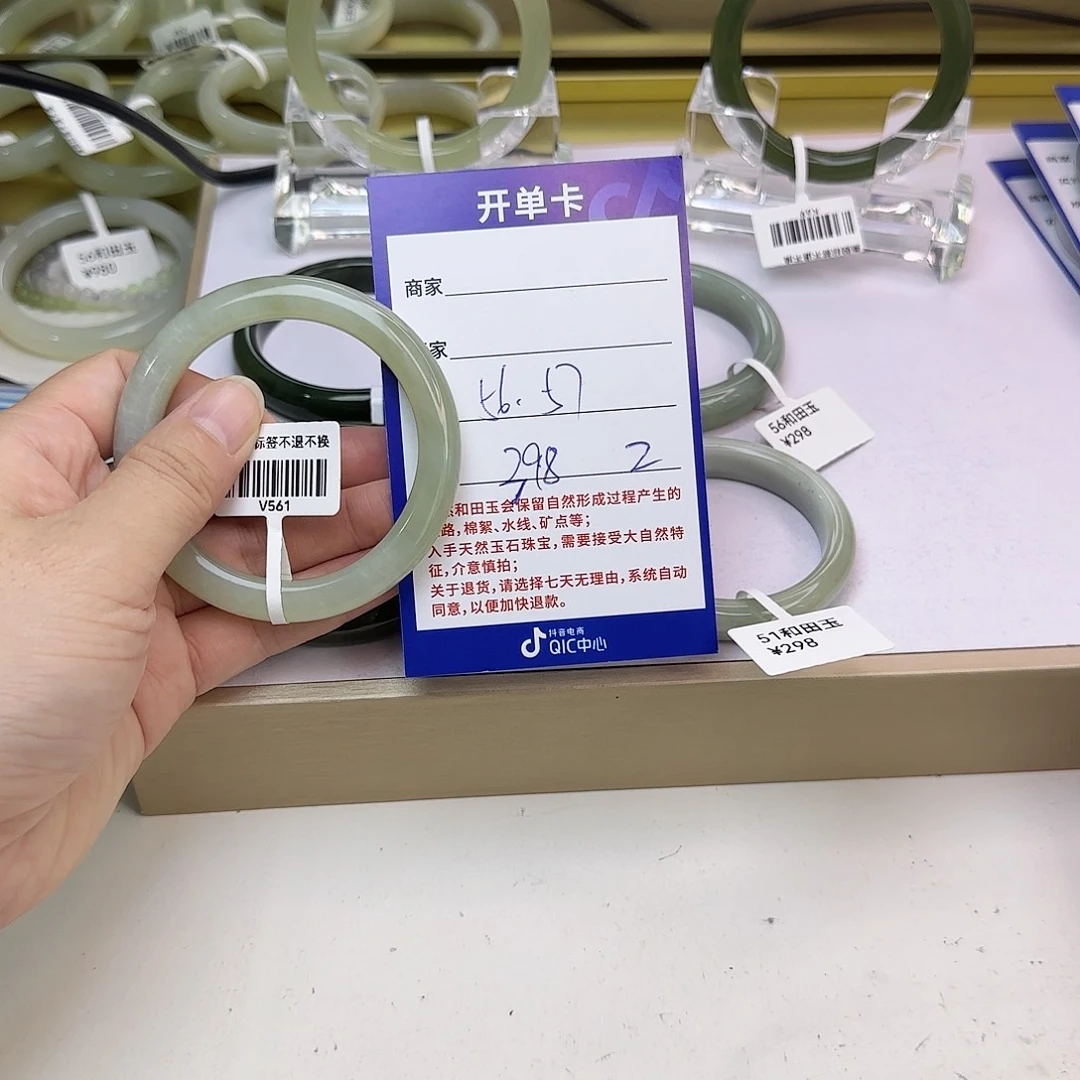 开单卡
商家
家
56.57
298 2
和田玉会保留自然形成过程产生的
路,棉絮、水线、矿点等;
入手天然玉石珠宝,需要接受大自然特
征,介意慎拍;
关于退货,请选择七天无理由,系统自动
同意,以便加快退款。
抖音电商
QIC中心
标签不退不换
V561
56和田玉
¥980
56和田玉
¥298
51和田玉
¥298